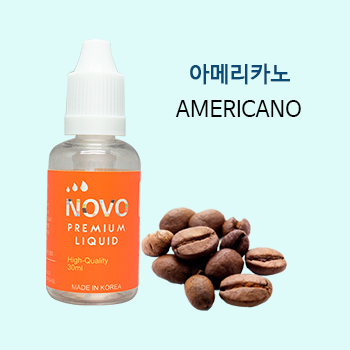 아메리카노
AMERICANO
NOVO
PREMIUM
LIQUID
High-Quality
30ml
MADE IN KOREA